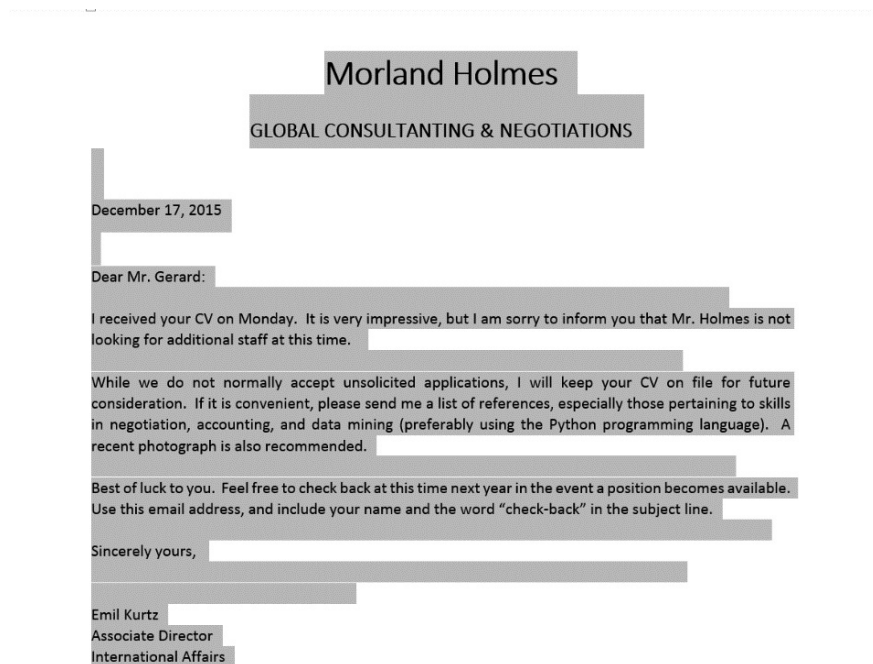 Morland Holmes
GLOBAL CONSULTANTING & NEGOTIATIONS
December 17, 2015
Dear Mr. Gerard:
I received your CV on Monday.  It is very impressive, but I am sorry to inform you that Mr. Holmes is not
looking for additional staff at this time.
While we do not normally accept unsolicited applications, I will keep your CV on file for future
consideration.  If it is convenient, please send me a list of references, especially those pertaining to skills
in negotiation, accounting, and data mining (preferably using the Python programming language).  A
recent photograph is also recommended.
Best of luck to you.  Feel free to check back at this time next year in the event a position becomes available.
Use this email address, and include your name and the word “check-back” in the subject line.
Sincerely yours,
Emil Kurtz
Associate Director
International Affairs